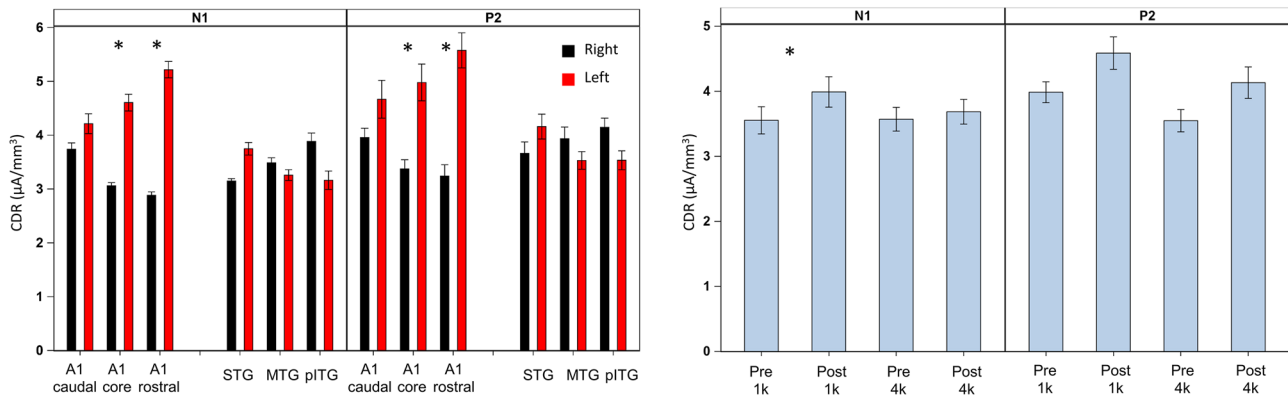 N1 P2
6
5
4
3
2
1
0
CDR (µA/mm³)
* * * *
Right
Left
A1 caudal
A1 core
A1 rostral
STG MTG pITG
A1 caudal
A1 core
A1 rostral
STG MTG pITG
N1 P2
5
4
3
2
1
0
CDR (µA/mm³)
*
Pre 1k
Post 1k
Pre 4k
Post 4k
Pre 1k
Post 1k
Pre 4k
Post 4k